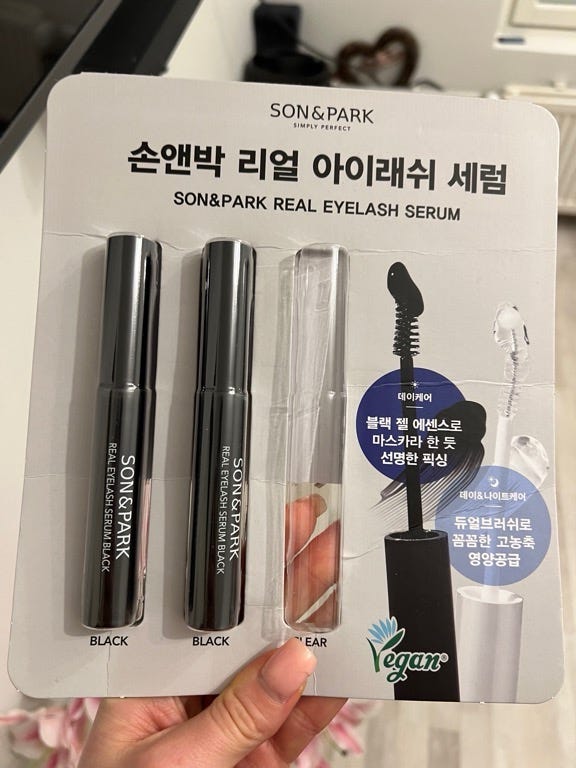 SON&PARK
SIMPLY PERFECT
손앤박 리얼 아이래쉬 세럼
SON&PARK REAL EYELASH SERUM
SON&PARK
REAL EYELASH SERUM BLACK
SON&PARK
REAL EYELASH SERUM BLACK
BLACK
BLACK
CLEAR
데이케어
블랙 젤 에센스로
마스카라 한 듯
선명한 픽싱
데이&나이트케어
듀얼브러쉬로
꼼꼼한 고농축
영양공급
Vegan®